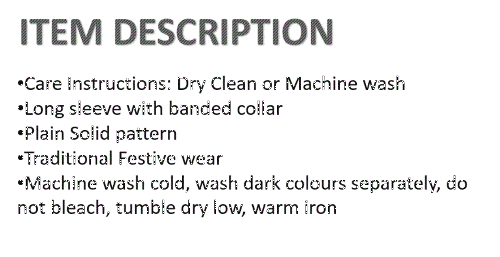 ITEM DESCRIPTION
•Care Instructions: Dry Clean or Machine wash
•Long sleeve with banded collar
•Plain Solid pattern
•Traditional Festive wear
•Machine wash cold, wash dark colours separately, do
not bleach, tumble dry low, warm iron